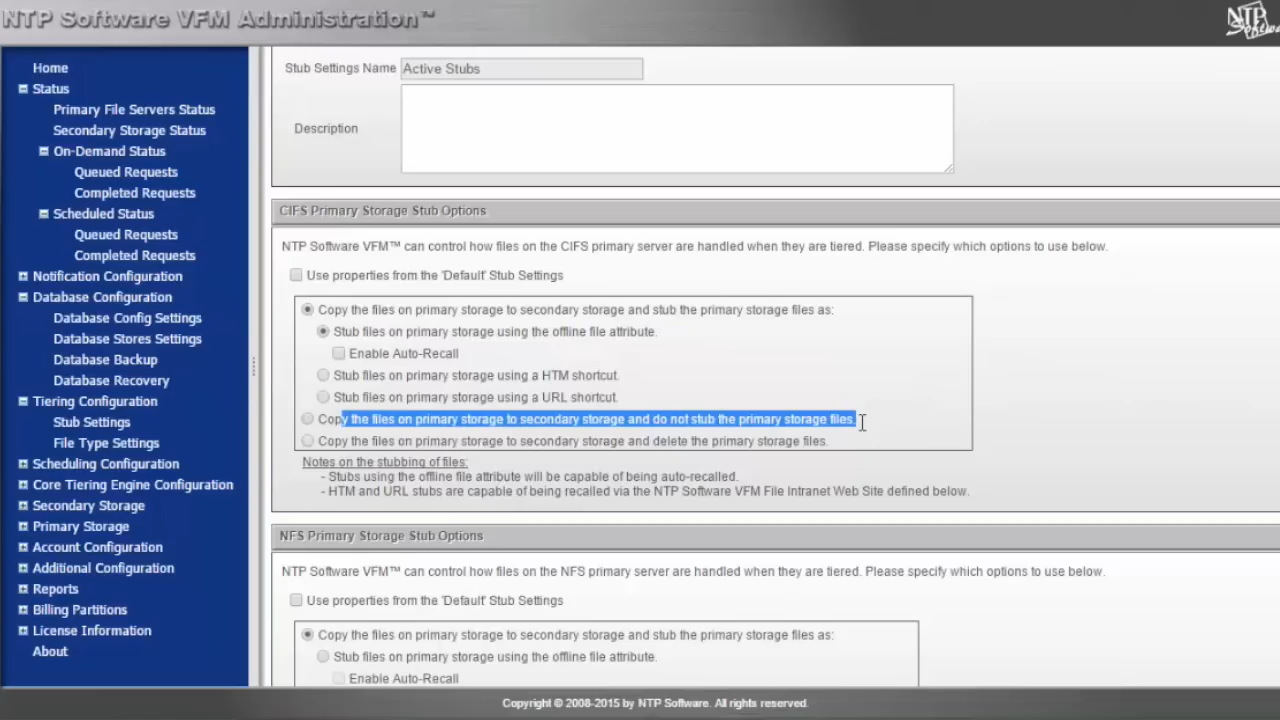 NTP Software VFM Administration™
NTP
Software
Home
Status
Primary File Servers Status
Secondary Storage Status
On-Demand Status
Queued Requests
Completed Requests
Scheduled Status
Queued Requests
Completed Requests
Notification Configuration
Database Configuration
Database Config Settings
Database Stores Settings
Database Backup
Database Recovery
Tiering Configuration
Stub Settings
File Type Settings
Scheduling Configuration
Core Tiering Engine Configuration
Secondary Storage
Primary Storage
Account Configuration
Additional Configuration
Reports
Billing Partitions
License Information
About
Stub Settings Name Active Stubs
Description
CIFS Primary Storage Stub Options
NTP Software VFM™ can control how files on the CIFS primary server are handled when they are tiered. Please specify which options to use below.
Use properties from the 'Default' Stub Settings
Copy the files on primary storage to secondary storage and stub the primary storage files as:
Stub files on primary storage using the offline file attribute.
Enable Auto-Recall
Stub files on primary storage using a HTM shortcut.
Stub files on primary storage using a URL shortcut.
Copy the files on primary storage to secondary storage and do not stub the primary storage files.
Copy the files on primary storage to secondary storage and delete the primary storage files.
Notes on the stubbing of files:
- Stubs using the offline file attribute will be capable of being auto-recalled.
- HTM and URL stubs are capable of being recalled via the NTP Software VFM File Intranet Web Site defined below.
NFS Primary Storage Stub Options
NTP Software VFM™ can control how files on the NFS primary server are handled when they are tiered. Please specify which options to use below.
Use properties from the 'Default' Stub Settings
Copy the files on primary storage to secondary storage and stub the primary storage files as:
Stub files on primary storage using the offline file attribute.
Enable Auto-Recall
Copyright © 2008-2015 by NTP Software. All rights reserved.